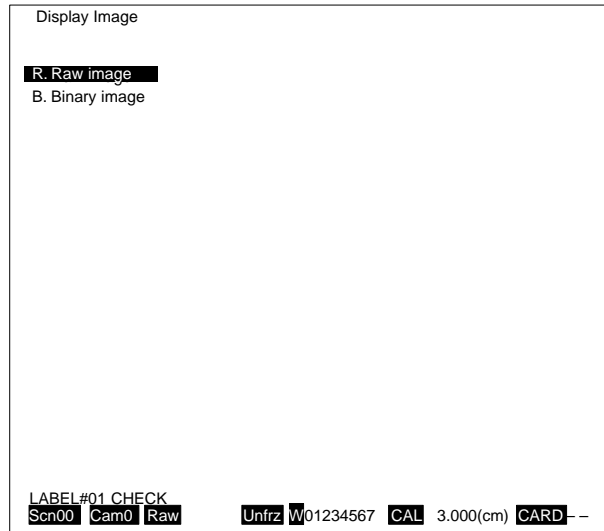 Display Image
R. Raw image
B. Binary image
LABEL#01 CHECK
Scn00 Cam0 Raw Unfrz W01234567 CAL 3.000(cm) CARD– –